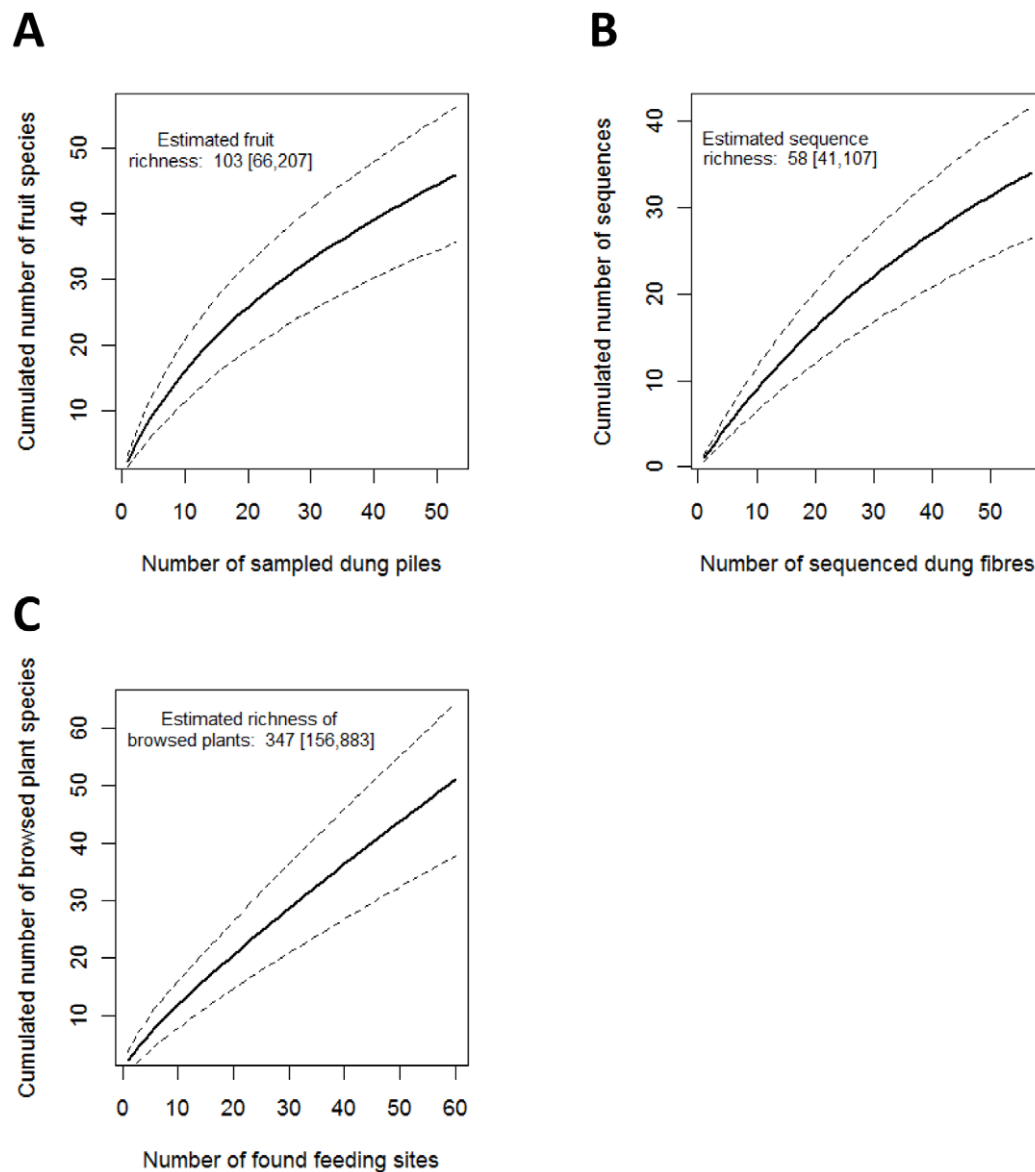 A
Cumulated number of fruit species
50
40
30
20
10
Estimated fruit
richness: 103 [66,207]
0 10 20 30 40 50
Number of sampled dung piles
B
Cumulated number of sequences
40
30
20
10
0
Estimated sequence
richness: 58 [41,107]
0 10 20 30 40 50
Number of sequenced dung fibres
C
Cumulated number of browsed plant species
60
50
40
30
20
10
Estimated richness of
browsed plants: 347 [156,883]
0 10 20 30 40 50 60
Number of found feeding sites